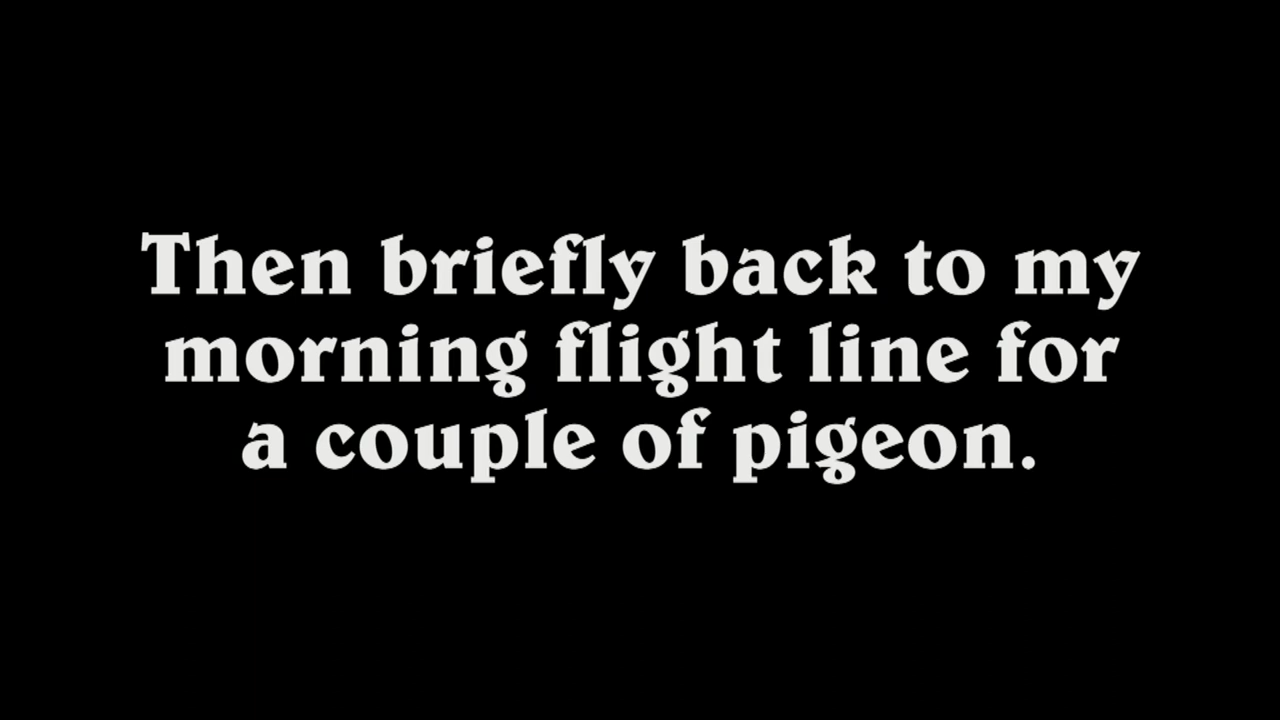 Then briefly back to my
morning flight line for
a couple of pigeon.